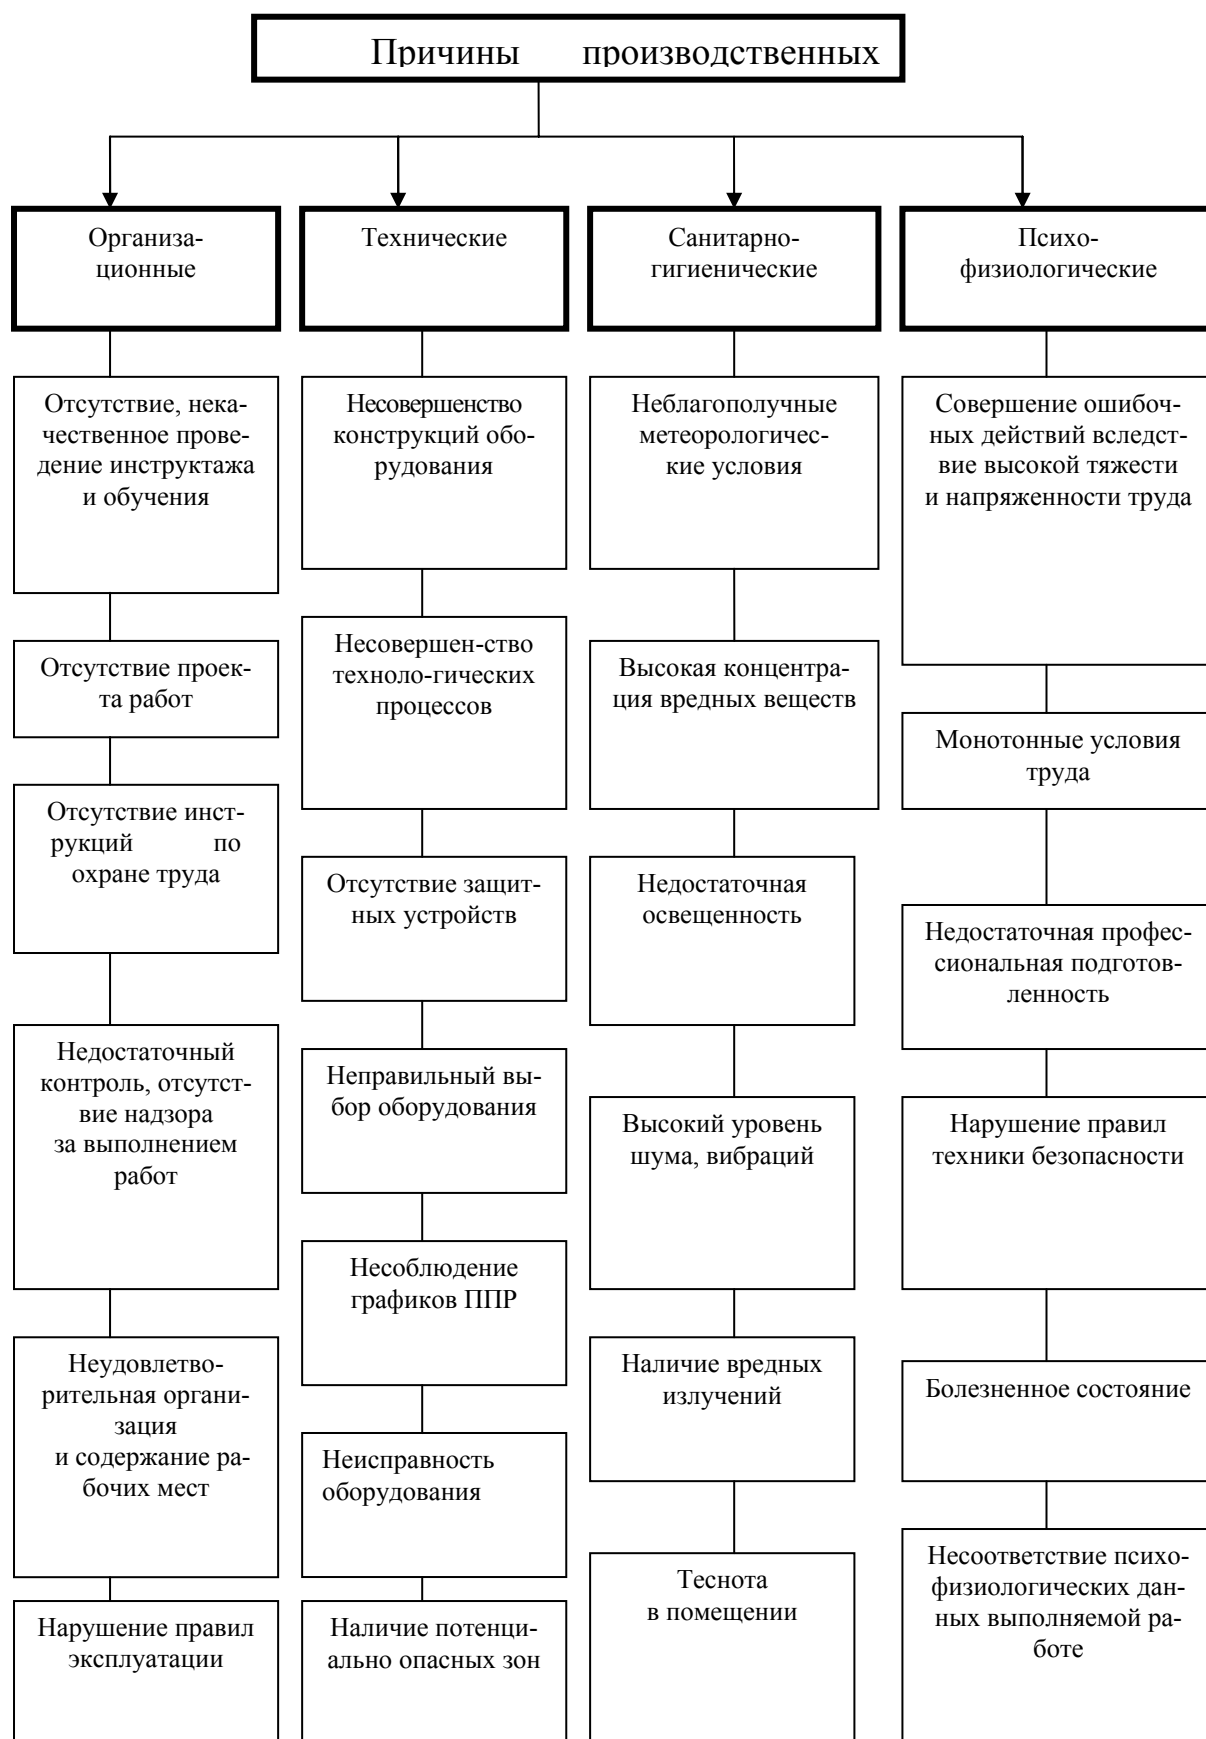 Причины производственных
Организа-
ционные
Отсутствие, нека-
чественное прове-
дение инструктажа
и обучения
Отсутствие проек-
та работ
Отсутствие инст-
рукций по
охране труда
Недостаточный
контроль, отсутст-
вие надзора
за выполнением
работ
Неудовлетво-
рительная органи-
зация
и содержание ра-
бочих мест
Нарушение правил
эксплуатации
Технические
Несовершенство
конструкций обо-
рудования
Несовершен-ство
техноло-гических
процессов
Отсутствие защит-
ных устройств
Неправильный вы-
бор оборудования
Несоблюдение
графиков ППР
Неисправность
оборудования
Наличие потенци-
ально опасных зон
Санитарно-
гигиенические
Неблагополучные
метеорологичес-
кие условия
Высокая концентра-
ция вредных веществ
Недостаточная
освещенность
Высокий уровень
шума, вибраций
Наличие вредных
излучений
Теснота
в помещении
Психо-
физиологические
Совершение ошибоч-
ных действий вследст-
вие высокой тяжести
и напряженности труда
Монотонные условия
труда
Недостаточная профес-
сиональная подготов-
ленность
Нарушение правил
техники безопасности
Болезненное состояние
Несоответствие психо-
физиологических дан-
ных выполняемой ра-
боте